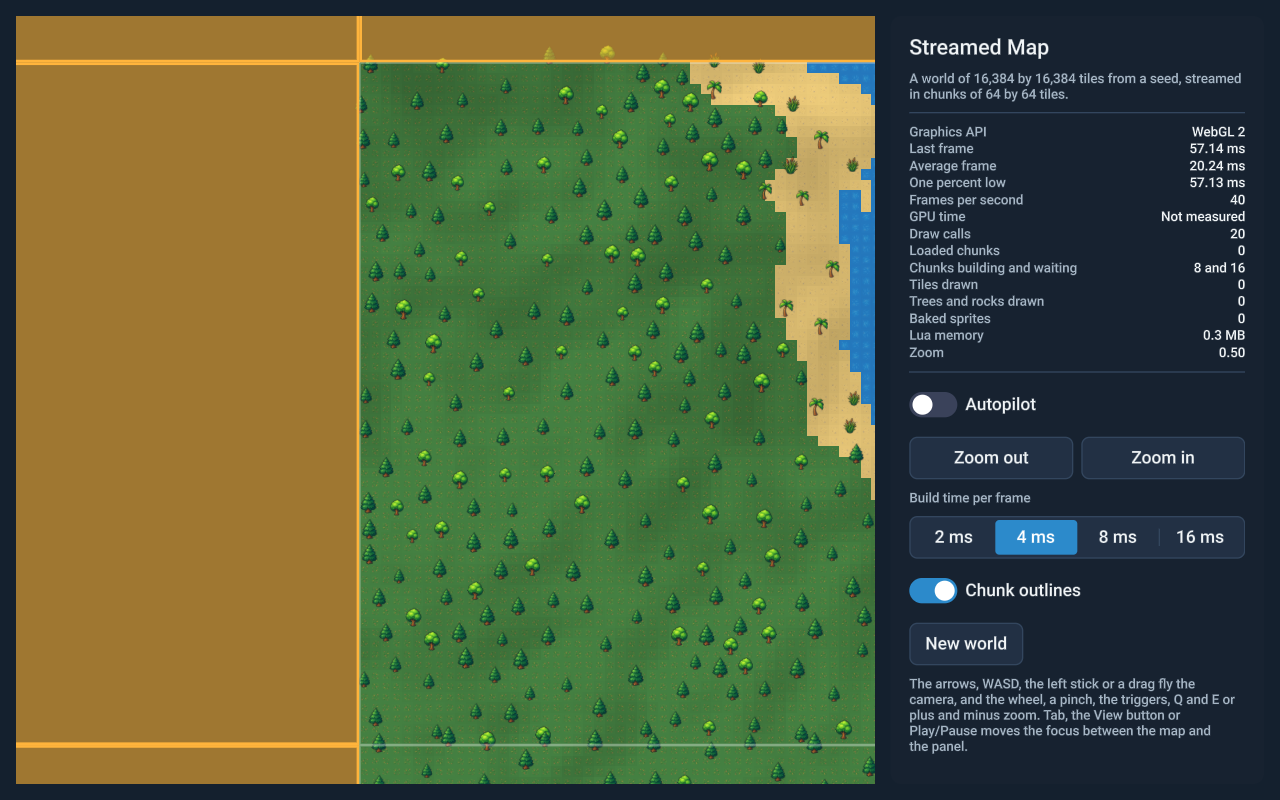 Streamed Map
A world of 16,384 by 16,384 tiles from a seed, streamed
in chunks of 64 by 64 tiles.
Graphics API WebGL 2
Last frame 57.14 ms
Average frame 20.24 ms
One percent low 57.13 ms
Frames per second 40
GPU time Not measured
Draw calls 20
Loaded chunks 0
Chunks building and waiting 8 and 16
Tiles drawn 0
Trees and rocks drawn 0
Baked sprites 0
Lua memory 0.3 MB
Zoom 0.50
Autopilot
Zoom out Zoom in
Build time per frame
2 ms 4 ms 8 ms 16 ms
Chunk outlines
New world
The arrows, WASD, the left stick or a drag fly the
camera, and the wheel, a pinch, the triggers, Q and E or
plus and minus zoom. Tab, the View button or
Play/Pause moves the focus between the map and
the panel.